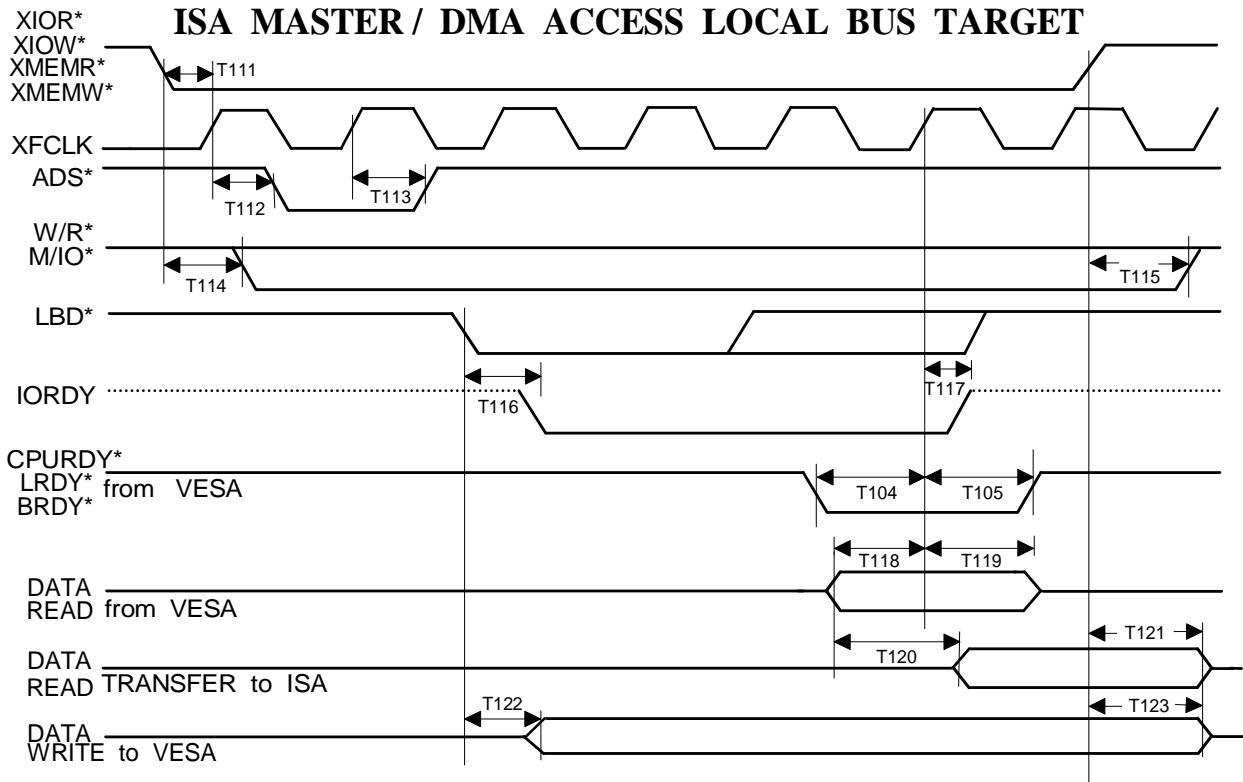 ISA MASTER / DMA ACCESS LOCAL BUS TARGET
XIOR*
XIOW*
XMEMR*
XMEMW*
T111
XFCLK
ADS*
T112
T113
W/R*
M/IO*
T114
T115
LBD*
IORDY
T116
T117
CPURDY*
LRDY* from VESA
BRDY*
T104
T105
T118
T119
DATA
READ from VESA
T121
T120
DATA
READ TRANSFER to ISA
T122
T123
DATA
WRITE to VESA